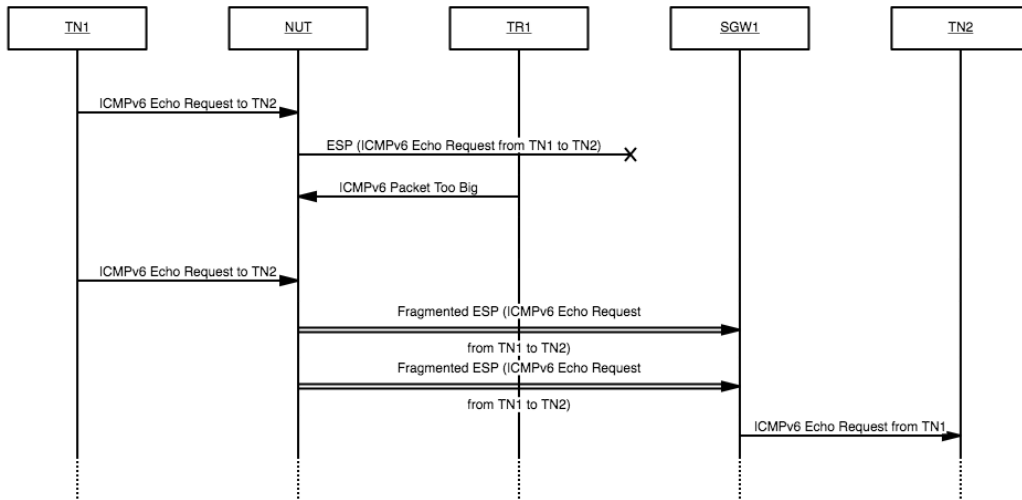 TN1
NUT
TR1
SGW1
TN2
ICMPv6 Echo Request to TN2
ESP (ICMPv6 Echo Request from TN1 to TN2)
ICMPv6 Packet Too Big
ICMPv6 Echo Request to TN2
Fragmented ESP (ICMPv6 Echo Request
from TN1 to TN2)
Fragmented ESP (ICMPv6 Echo Request
from TN1 to TN2)
ICMPv6 Echo Request from TN1